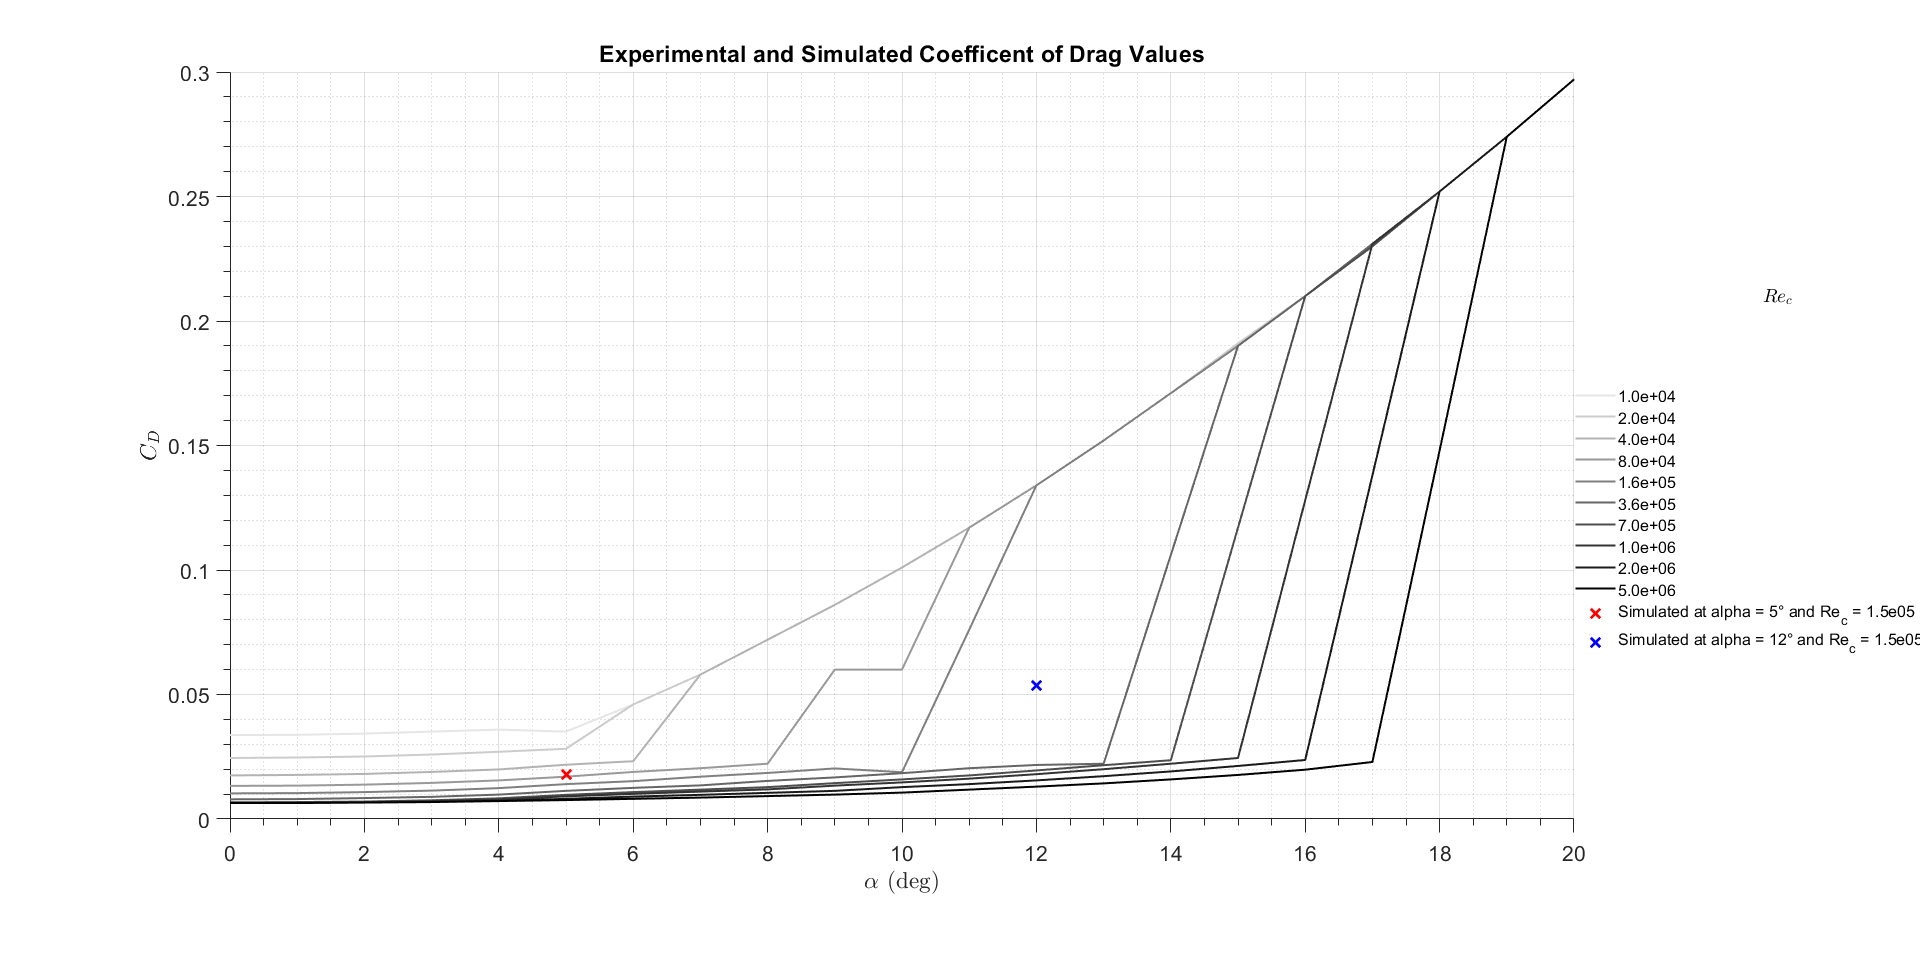 Experimental and Simulated Coefficent of Drag Values
0.3
0.25
0.2
0.15
0.1
0.05
0
C_D
0 2 4 6 8 10 12 14 16 18 20
α (deg)
Re_c
1.0e+04
2.0e+04
4.0e+04
8.0e+04
1.6e+05
3.6e+05
7.0e+05
1.0e+06
2.0e+06
5.0e+06
Simulated at alpha = 5° and Re_c = 1.5e05
Simulated at alpha = 12° and Re_c = 1.5e05